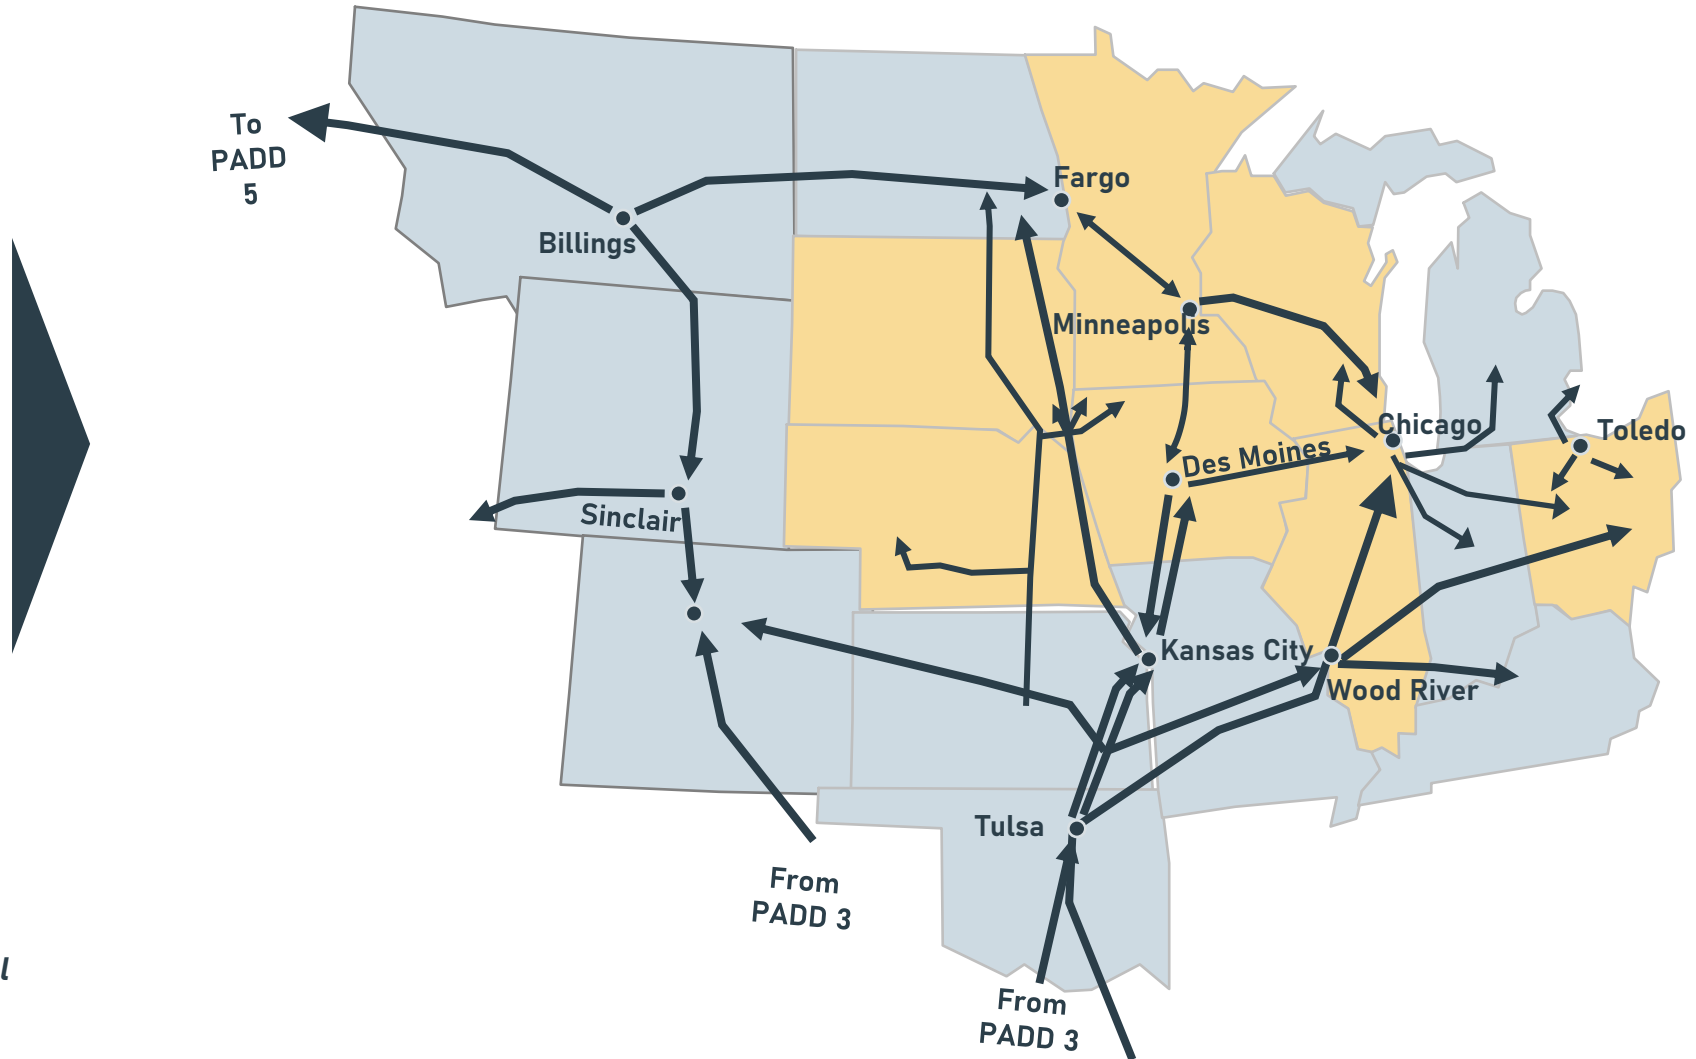 To
PADD
5
Fargo
Billings
Minneapolis
Chicago
Toledo
Des Moines
Sinclair
Kansas City
Wood River
Tulsa
From
PADD 3
l
From
PADD 3